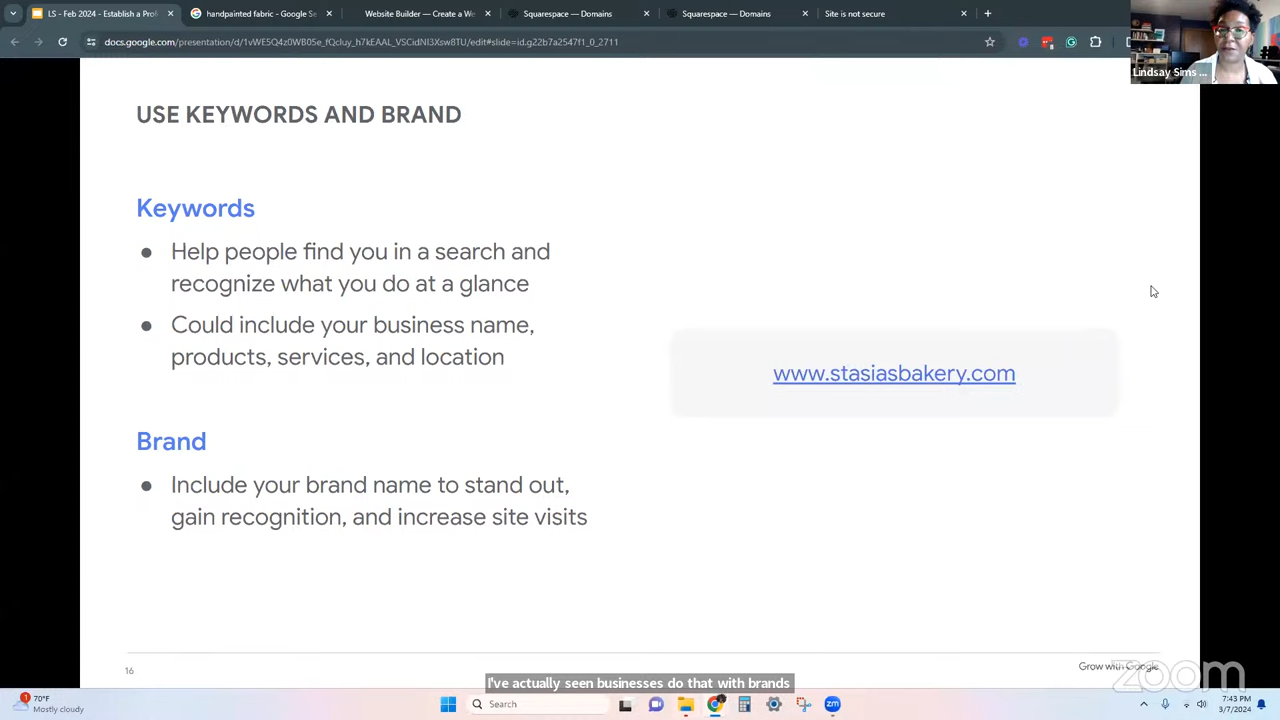 LS - Feb 2024 - Establish a Prof
handpainted fabric - Google Se
Website Builder — Create a We
Squarespace — Domains
Squarespace — Domains
Site is not secure
docs.google.com/presentation/d/1vWE5Q4z0WB05e_fQcluy_h7kEAAL_VSCidNI3Xsw8TU/edit#slide=id.g22b7a2547f1_0_2711
Lindsay Sims ...
USE KEYWORDS AND BRAND
Keywords
● Help people find you in a search and
recognize what you do at a glance
● Could include your business name,
products, services, and location
www.stasiasbakery.com
Brand
● Include your brand name to stand out,
gain recognition, and increase site visits
16
Grow with Google
zoom
I've actually seen businesses do that with brands
1
70°F
Mostly cloudy
Search
zm
7:43 PM
3/7/2024